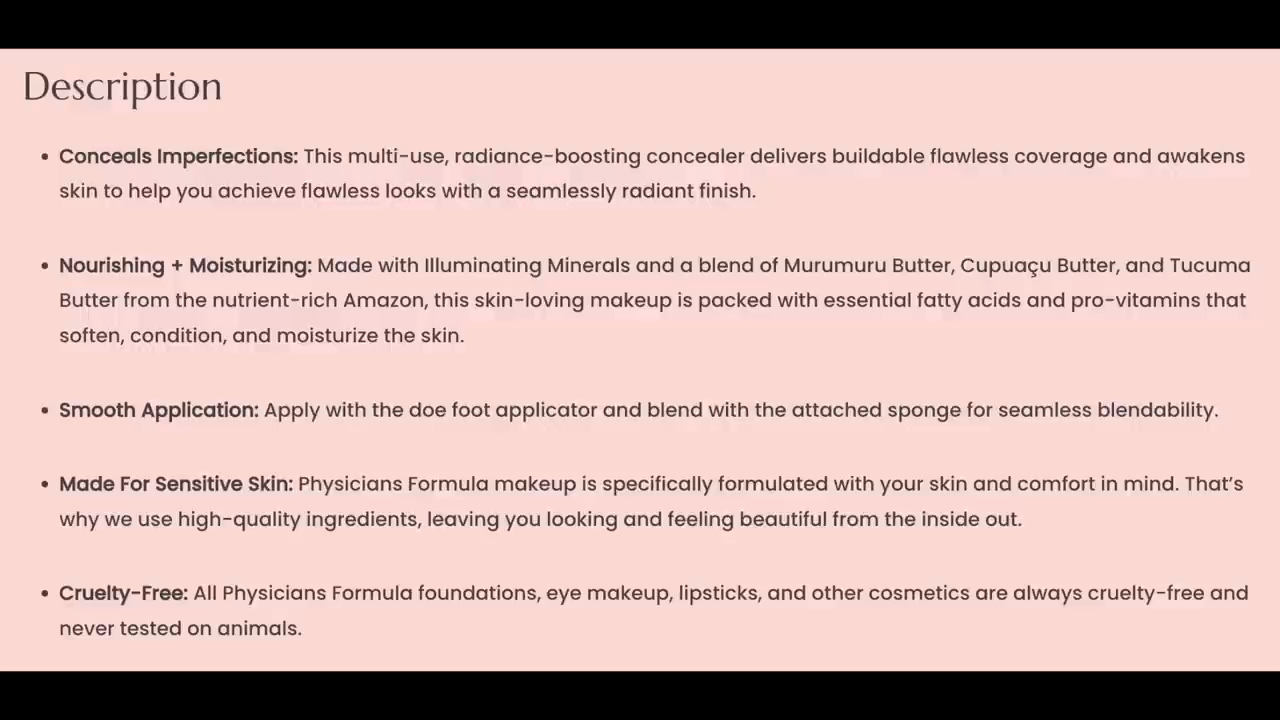 Description
• Conceals Imperfections: This multi-use, radiance-boosting concealer delivers buildable flawless coverage and awakens
skin to help you achieve flawless looks with a seamlessly radiant finish.
• Nourishing + Moisturizing: Made with Illuminating Minerals and a blend of Murumuru Butter, Cupuaçu Butter, and Tucuma
Butter from the nutrient-rich Amazon, this skin-loving makeup is packed with essential fatty acids and pro-vitamins that
soften, condition, and moisturize the skin.
• Smooth Application: Apply with the doe foot applicator and blend with the attached sponge for seamless blendability.
• Made For Sensitive Skin: Physicians Formula makeup is specifically formulated with your skin and comfort in mind. That’s
why we use high-quality ingredients, leaving you looking and feeling beautiful from the inside out.
• Cruelty-Free: All Physicians Formula foundations, eye makeup, lipsticks, and other cosmetics are always cruelty-free and
never tested on animals.